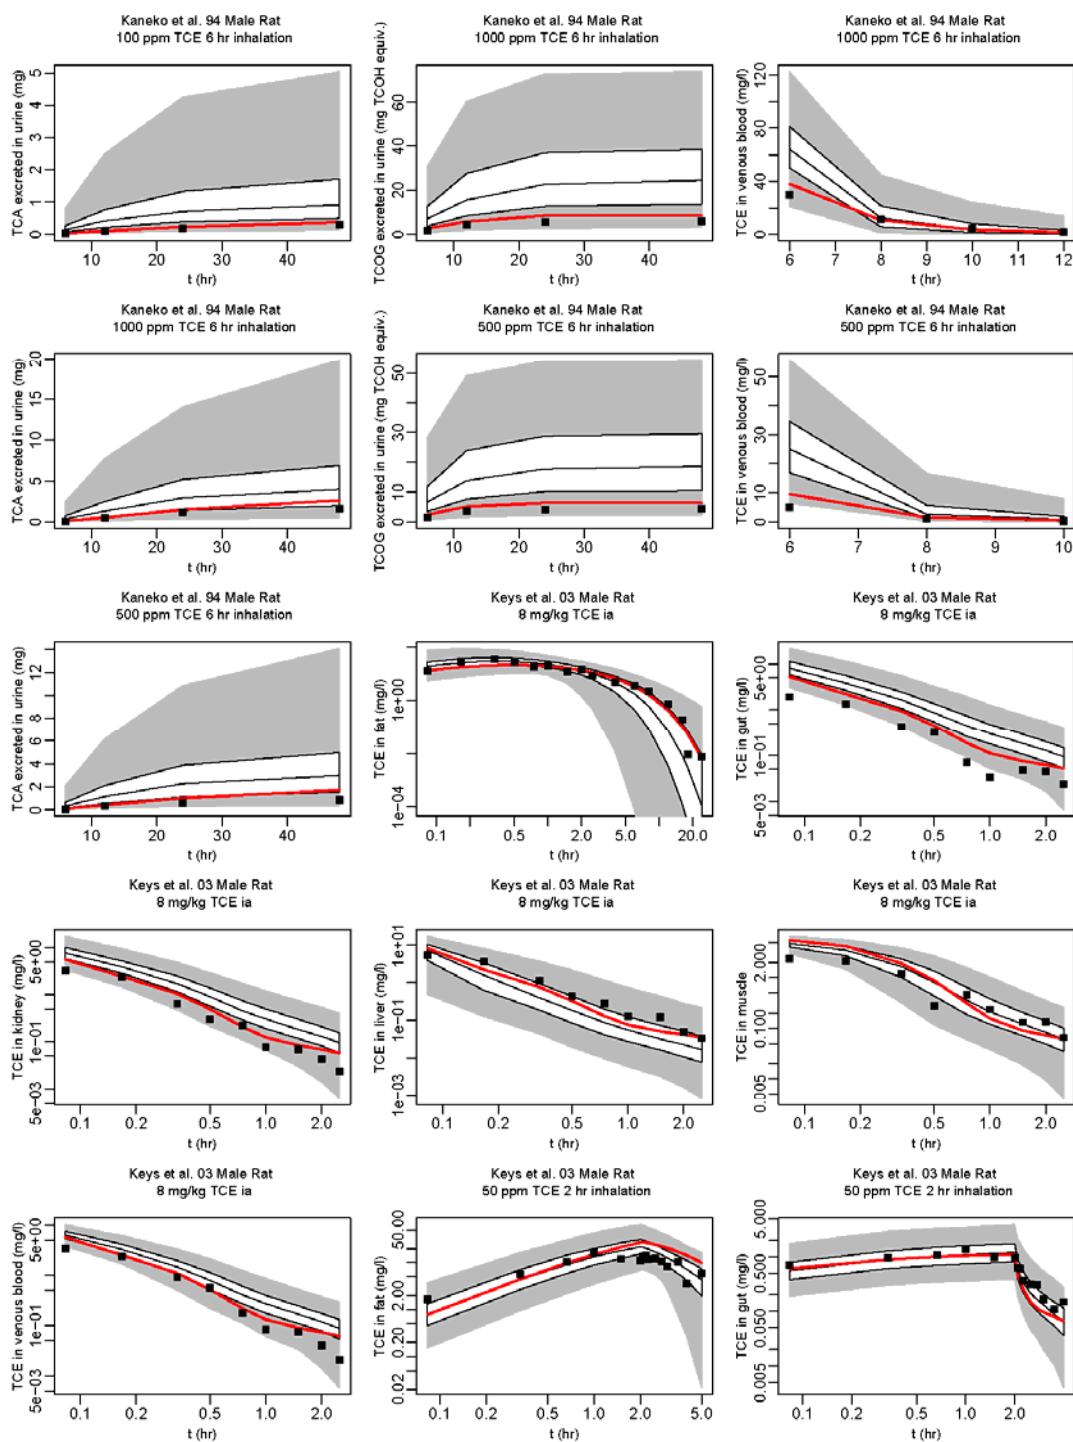 Kaneko et al. 94 Male Rat
100 ppm TCE 6 hr inhalation
TCA excreted in urine (mg)
0 1 2 3 4 5
10 20 30 40
t (hr)
Kaneko et al. 94 Male Rat
1000 ppm TCE 6 hr inhalation
TCOG excreted in urine (mg TCOH equiv.)
0 20 40 60
10 20 30 40
t (hr)
Kaneko et al. 94 Male Rat
1000 ppm TCE 6 hr inhalation
TCE in venous blood (mg/l)
0 40 80 120
6 7 8 9 10 11 12
t (hr)
Kaneko et al. 94 Male Rat
1000 ppm TCE 6 hr inhalation
TCA excreted in urine (mg)
0 5 10 15 20
10 20 30 40
t (hr)
Kaneko et al. 94 Male Rat
500 ppm TCE 6 hr inhalation
TCOG excreted in urine (mg TCOH equiv.)
0 10 30 50
10 20 30 40
t (hr)
Kaneko et al. 94 Male Rat
500 ppm TCE 6 hr inhalation
TCE in venous blood (mg/l)
0 10 30 50
6 7 8 9 10
t (hr)
Kaneko et al. 94 Male Rat
500 ppm TCE 6 hr inhalation
TCA excreted in urine (mg)
0 2 4 6 8 12
10 20 30 40
t (hr)
Keys et al. 03 Male Rat
8 mg/kg TCE ia
TCE in fat (mg/l)
1e-04 1e+00
0.1 0.5 2.0 5.0 20.0
t (hr)
Keys et al. 03 Male Rat
8 mg/kg TCE ia
TCE in gut (mg/l)
5e-03 1e-01 5e+00
0.1 0.2 0.5 1.0 2.0
t (hr)
Keys et al. 03 Male Rat
8 mg/kg TCE ia
TCE in kidney (mg/l)
5e-03 1e-01 5e+00
0.1 0.2 0.5 1.0 2.0
t (hr)
Keys et al. 03 Male Rat
8 mg/kg TCE ia
TCE in liver (mg/l)
1e-03 1e-01 1e+01
0.1 0.2 0.5 1.0 2.0
t (hr)
Keys et al. 03 Male Rat
8 mg/kg TCE ia
TCE in muscle
0.005 0.100 2.000
0.1 0.2 0.5 1.0 2.0
t (hr)
Keys et al. 03 Male Rat
8 mg/kg TCE ia
TCE in venous blood (mg/l)
5e-03 1e-01 5e+00
0.1 0.2 0.5 1.0 2.0
t (hr)
Keys et al. 03 Male Rat
50 ppm TCE 2 hr inhalation
TCE in fat (mg/l)
0.02 0.20 2.00 50.00
0.1 0.2 0.5 1.0 2.0 5.0
t (hr)
Keys et al. 03 Male Rat
50 ppm TCE 2 hr inhalation
TCE in gut (mg/l)
0.005 0.050 0.500 5.000
0.1 0.2 0.5 1.0 2.0
t (hr)